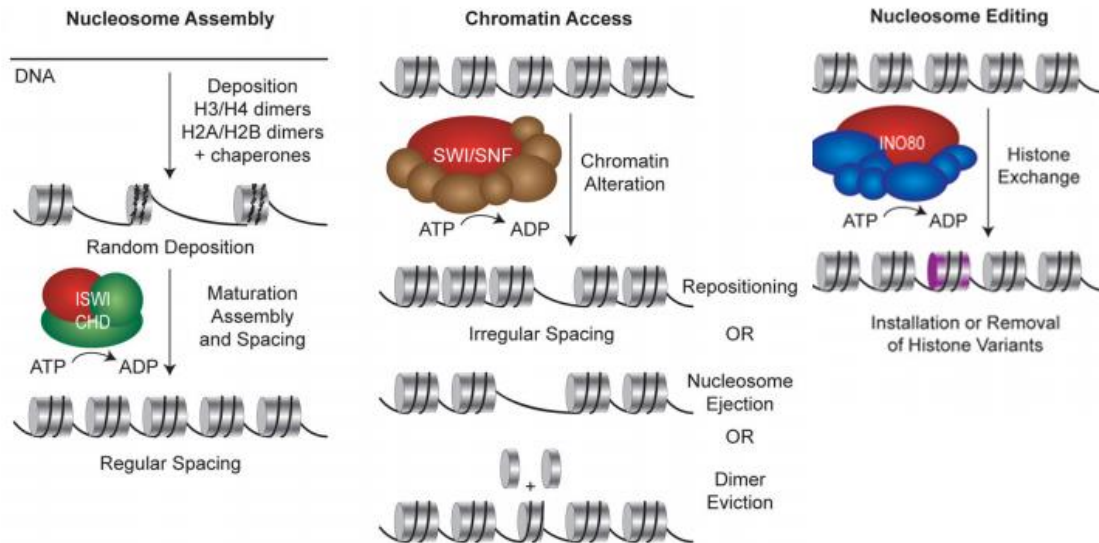 Nucleosome Assembly
DNA
Deposition
H3/H4 dimers
H2A/H2B dimers
+ chaperones
Random Deposition
ISWI
CHD
ATP
ADP
Maturation
Assembly
and Spacing
Regular Spacing
Chromatin Access
SWI/SNF
ATP
ADP
Chromatin
Alteration
Repositioning
Irregular Spacing
OR
Nucleosome
Ejection
OR
+
Dimer
Eviction
Nucleosome Editing
INO80
ATP
ADP
Histone
Exchange
Installation or Removal
of Histone Variants